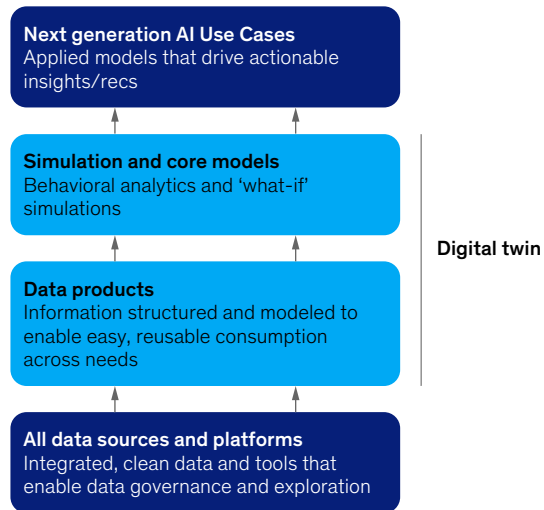 Next generation AI Use Cases
Applied models that drive actionable
insights/recs
Simulation and core models
Behavioral analytics and ‘what-if’
simulations
Digital twin
Data products
Information structured and modeled to
enable easy, reusable consumption
across needs
All data sources and platforms
Integrated, clean data and tools that
enable data governance and exploration